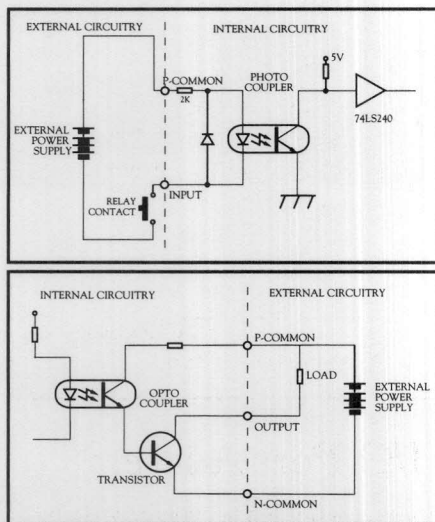 EXTERNAL CIRCUITRY
INTERNAL CIRCUITRY
P-COMMON
2K
PHOTO
COUPLER
5V
74LS240
EXTERNAL
POWER
SUPPLY
RELAY
CONTACT
INPUT
INTERNAL CIRCUITRY
EXTERNAL CIRCUITRY
P-COMMON
LOAD
OPTO
COUPLER
EXTERNAL
POWER
SUPPLY
OUTPUT
TRANSISTOR
N-COMMON